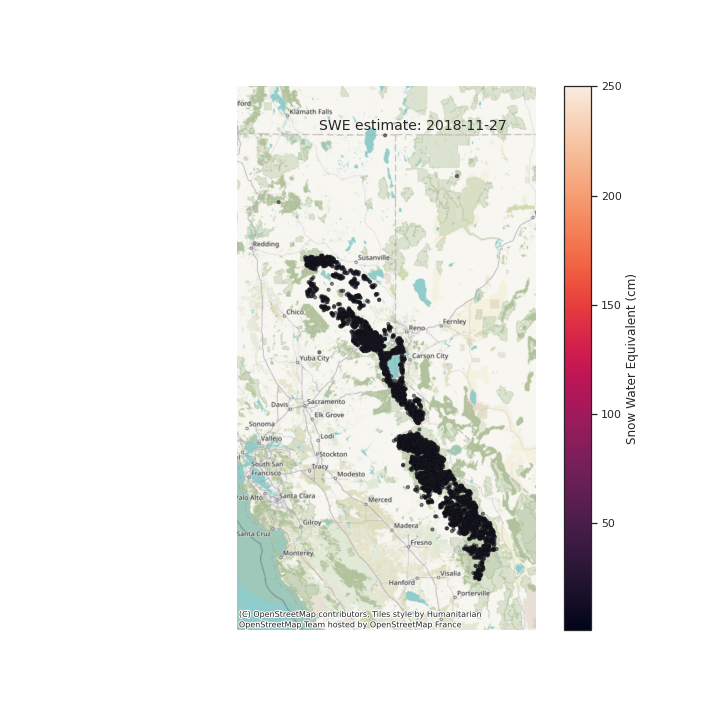 ford
Klamath Falls
SWE estimate: 2018-11-27
Redding
Susanville
Chico
Reno
Fernley
Yuba City
Carson City
Davis
Sacramento
Elk Grove
Sonoma
Vallejo
Lodi
Stockton
South San
Francisco
Tracy
Modesto
Palo Alto
Santa Clara
Merced
Gilroy
Madera
Santa Cruz
Fresno
Monterey
Hanford
Visalia
Porterville
(C) OpenStreetMap contributors, Tiles style by Humanitarian
OpenStreetMap Team hosted by OpenStreetMap France
250
200
150
100
50
Snow Water Equivalent (cm)